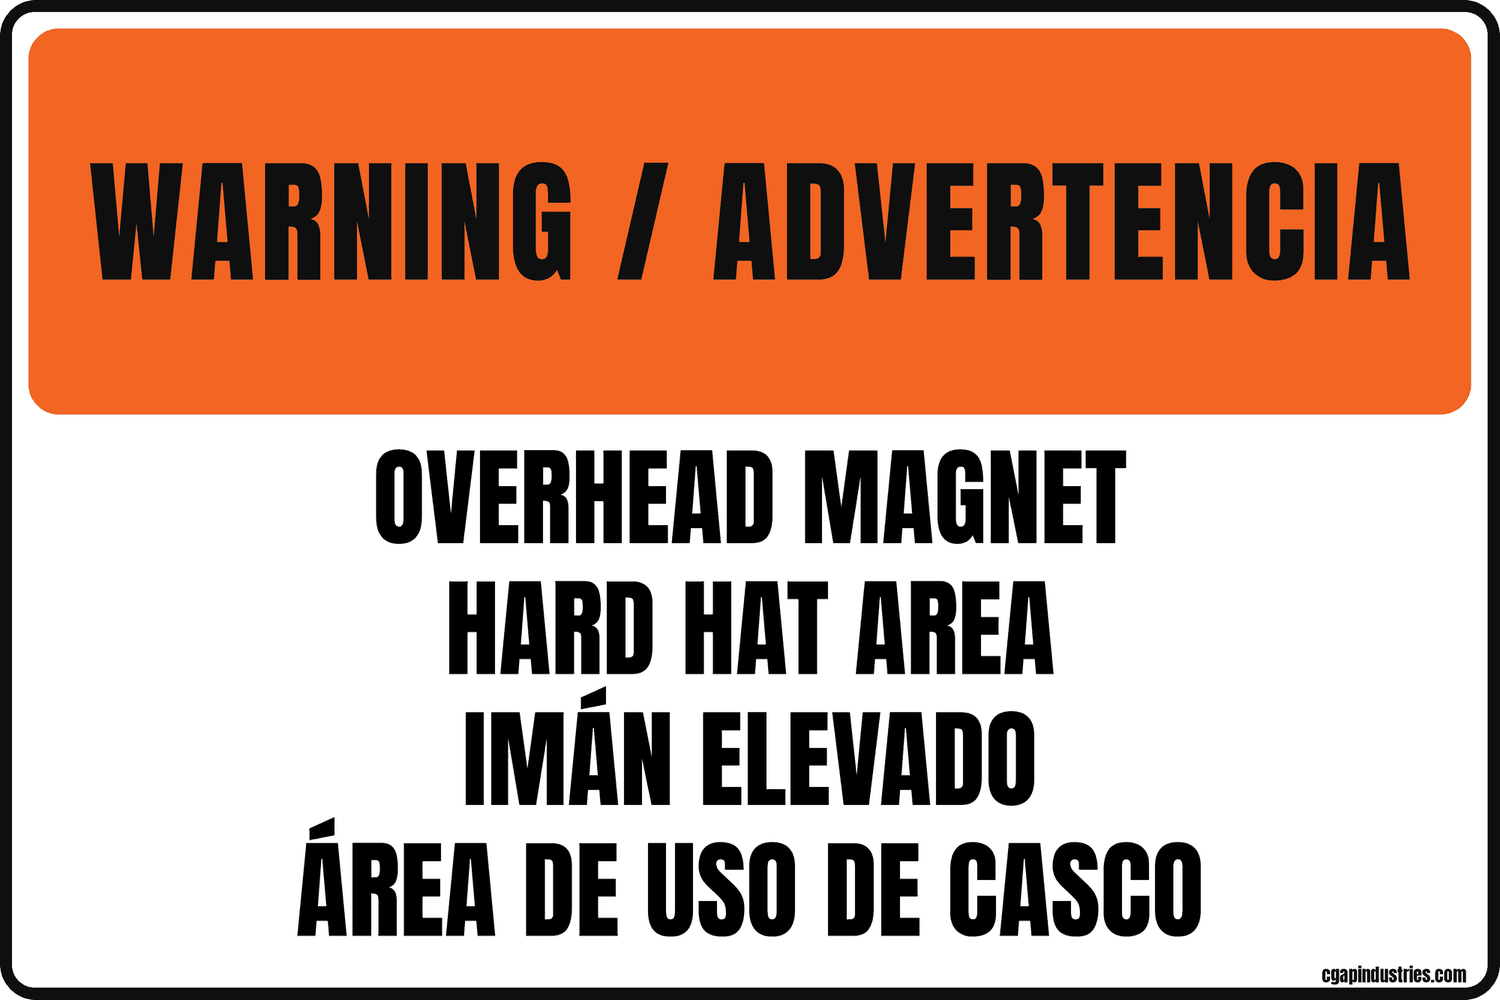 WARNING / ADVERTENCIA
OVERHEAD MAGNET
HARD HAT AREA
IMÁN ELEVADO
ÁREA DE USO DE CASCO
cgapindustries.com